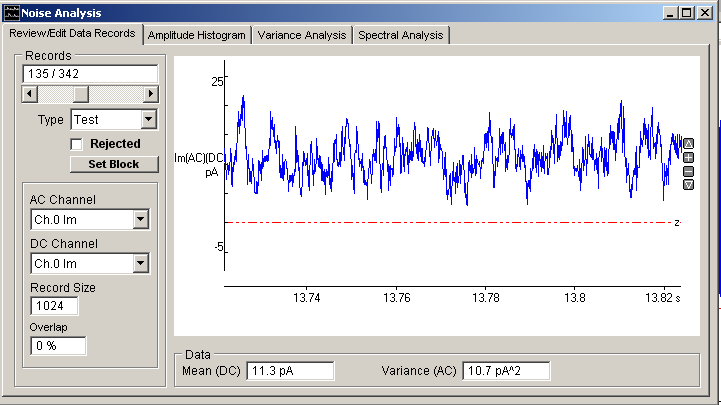 Noise Analysis
Review/Edit Data Records
Amplitude Histogram
Variance Analysis
Spectral Analysis
Records
135 / 342
Type Test
Rejected
Set Block
AC Channel
Ch.0 Im
DC Channel
Ch.0 Im
Record Size
1024
Overlap
0 %
25
Im(AC)(DC
pA
z
-5
13.74 13.76 13.78 13.8 13.82 s
Data
Mean (DC) 11.3 pA Variance (AC) 10.7 pA^2